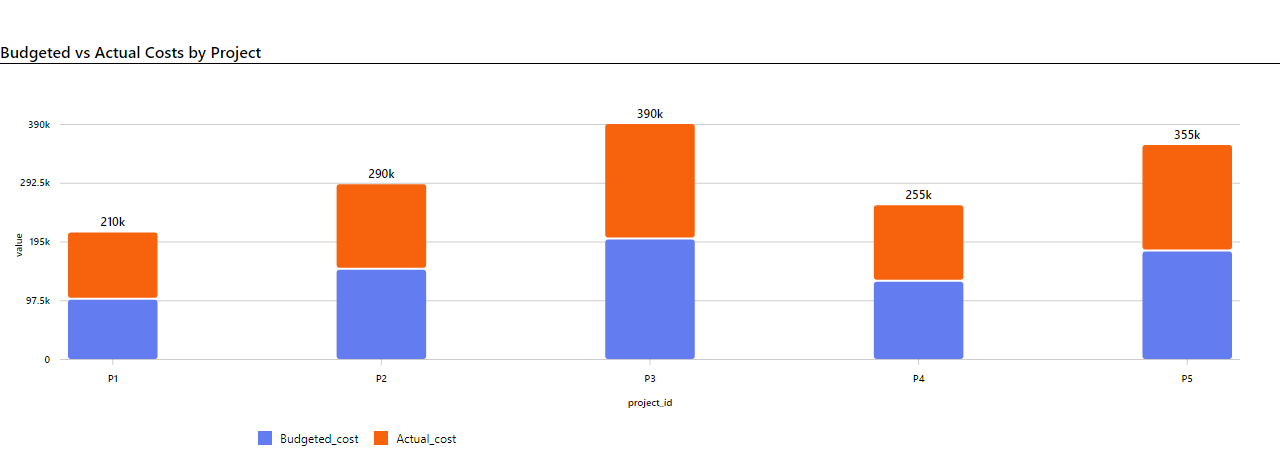 Budgeted vs Actual Costs by Project
390k
390k
355k
292.5k
290k
255k
210k
195k
value
97.5k
0
P1 P2 P3 P4 P5
project_id
Budgeted_cost Actual_cost